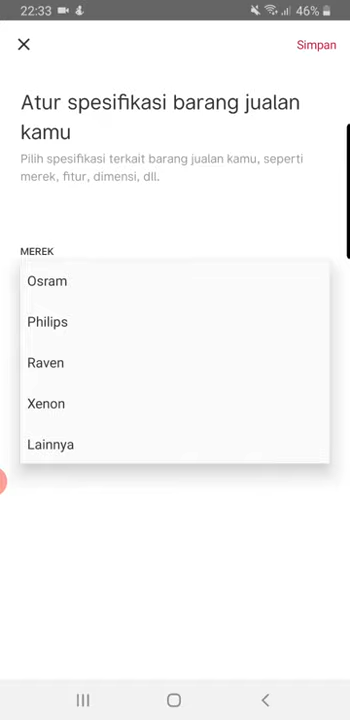 22:33
46%
Simpan
Atur spesifikasi barang jualan
kamu
Pilih spesifikasi terkait barang jualan kamu, seperti
merek, fitur, dimensi, dll.
MEREK
Osram
Philips
Raven
Xenon
Lainnya